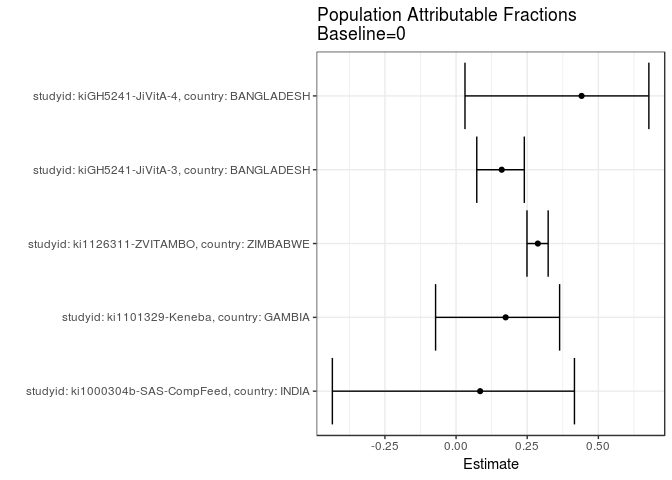 Population Attributable Fractions
Baseline=0
studyid: kiGH5241-JiVitA-4, country: BANGLADESH
studyid: kiGH5241-JiVitA-3, country: BANGLADESH
studyid: ki1126311-ZVITAMBO, country: ZIMBABWE
studyid: ki1101329-Keneba, country: GAMBIA
studyid: ki1000304b-SAS-CompFeed, country: INDIA
-0.25 0.00 0.25 0.50
Estimate